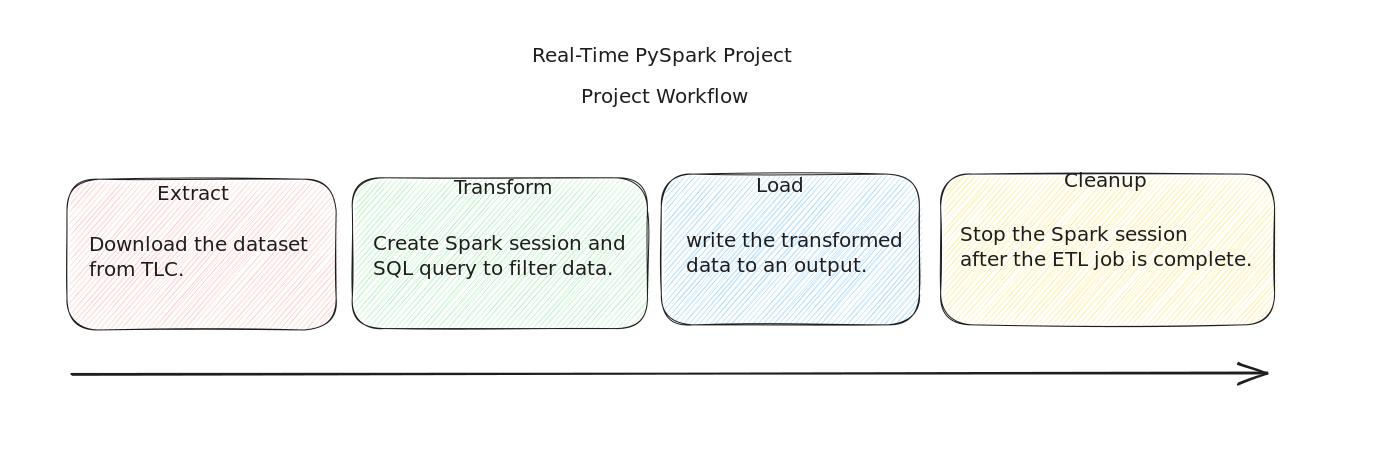 Real-Time PySpark Project
Project Workflow
Extract
Download the dataset
from TLC.
Transform
Create Spark session and
SQL query to filter data.
Load
write the transformed
data to an output.
Cleanup
Stop the Spark session
after the ETL job is complete.